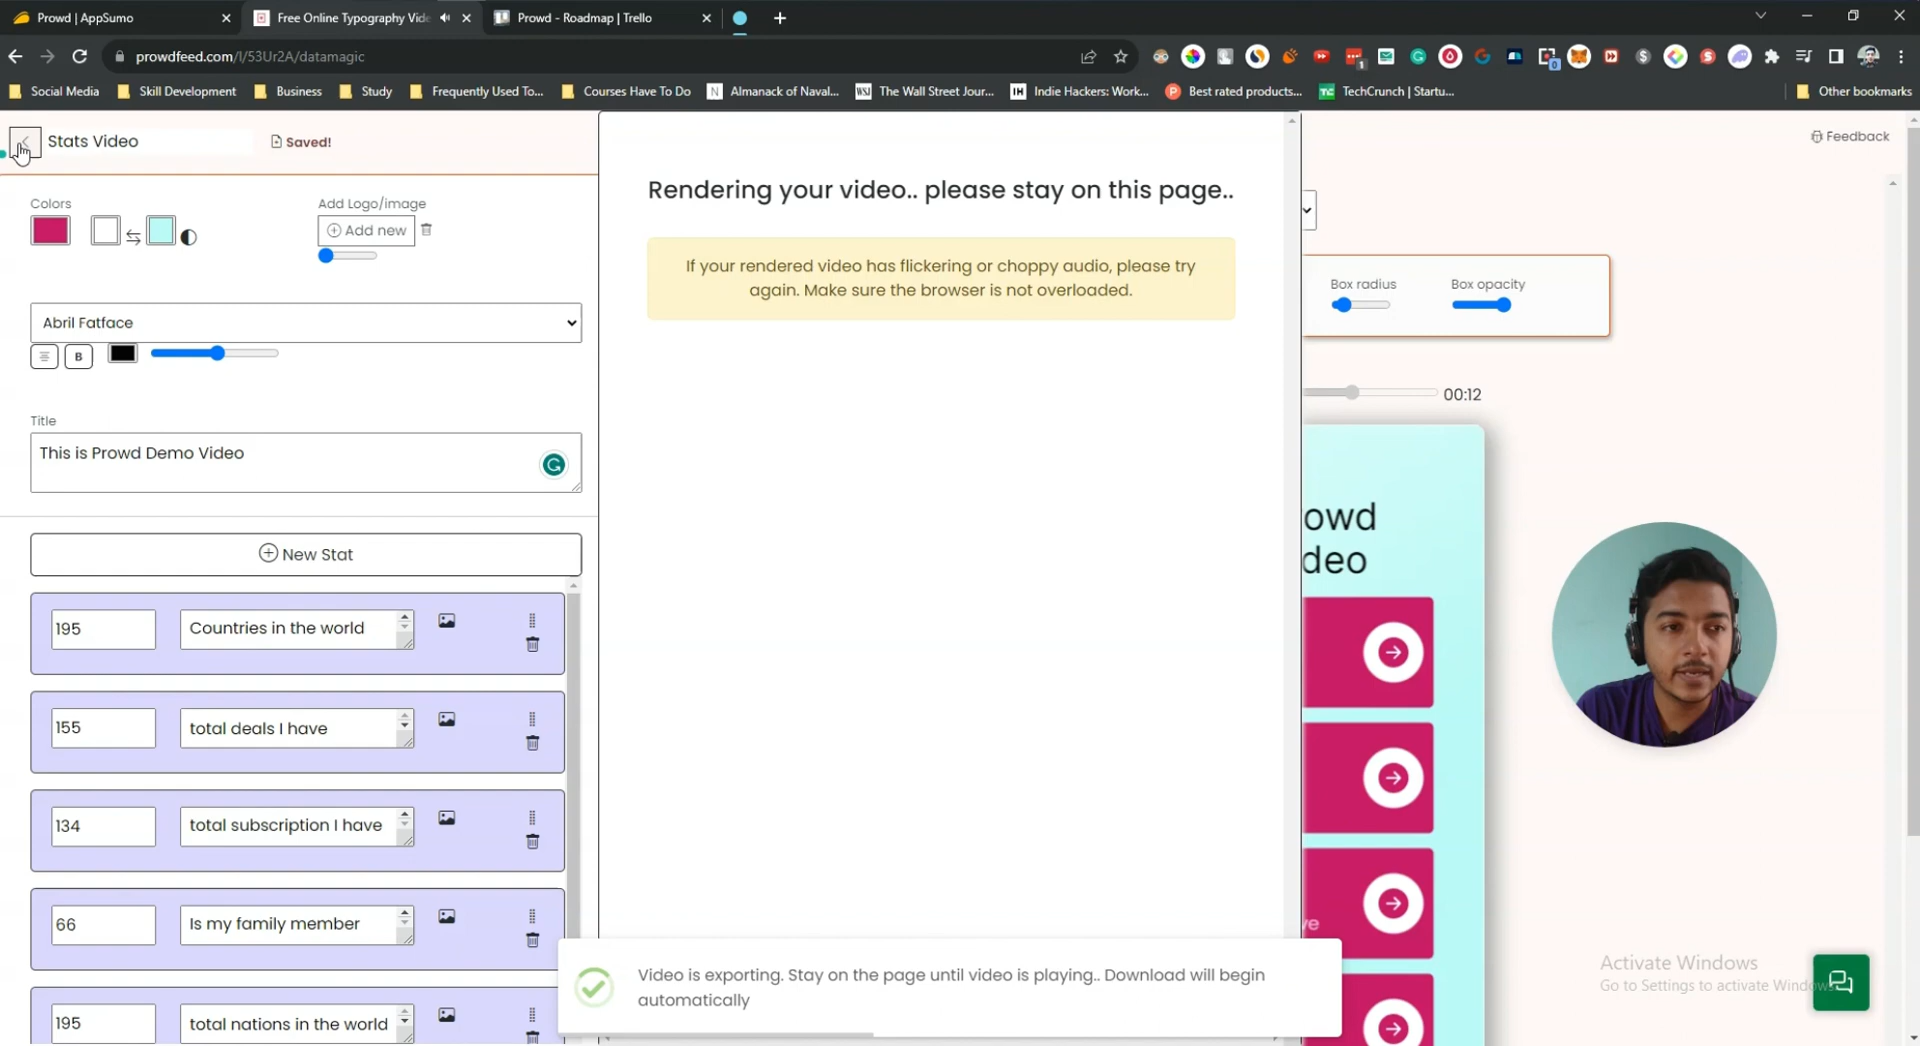 Prowd | AppSumo
Free Online Typography Vide
Prowd - Roadmap | Trello
prowdfeed.com/l/53Ur2A/datamagic
Social Media
Skill Development
Business
Study
Frequently Used To...
Courses Have To Do
Almanack of Naval...
The Wall Street Jour...
Indie Hackers: Work...
Best rated products...
TechCrunch | Startu...
Other bookmarks
Stats Video
Saved!
Feedback
Rendering your video.. please stay on this page..
Colors
Add Logo/image
Add new
If your rendered video has flickering or choppy audio, please try
again. Make sure the browser is not overloaded.
Box radius
Box opacity
Abril Fatface
B
00:12
Title
This is Prowd Demo Video
owd
deo
New Stat
195
Countries in the world
155
total deals I have
134
total subscription I have
66
Is my family member
ve
195
total nations in the world
Video is exporting. Stay on the page until video is playing.. Download will begin
automatically
Activate Windows
Go to Settings to activate Windows